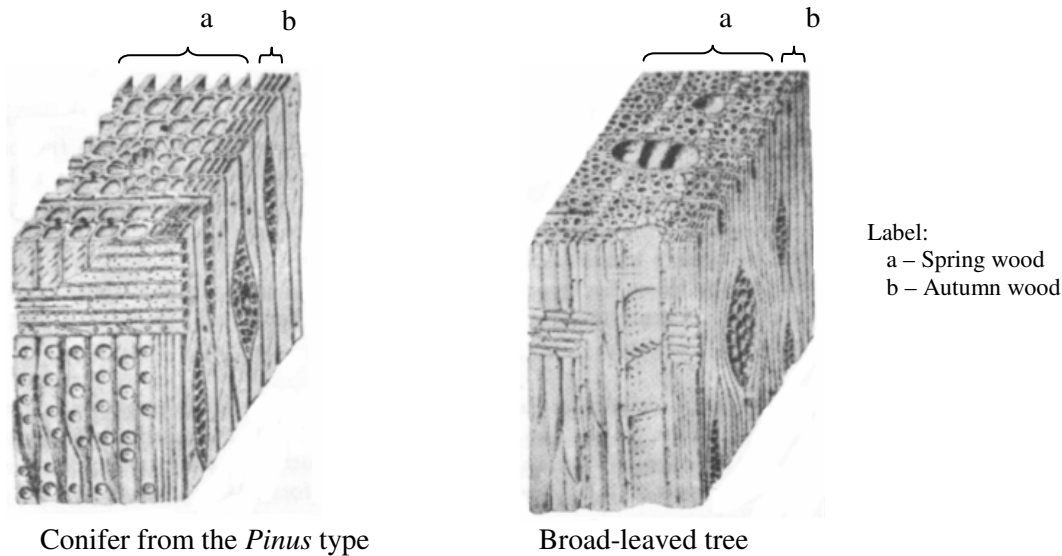 a b
a b
Label:
a – Spring wood
b – Autumn wood
Conifer from the Pinus type
Broad-leaved tree